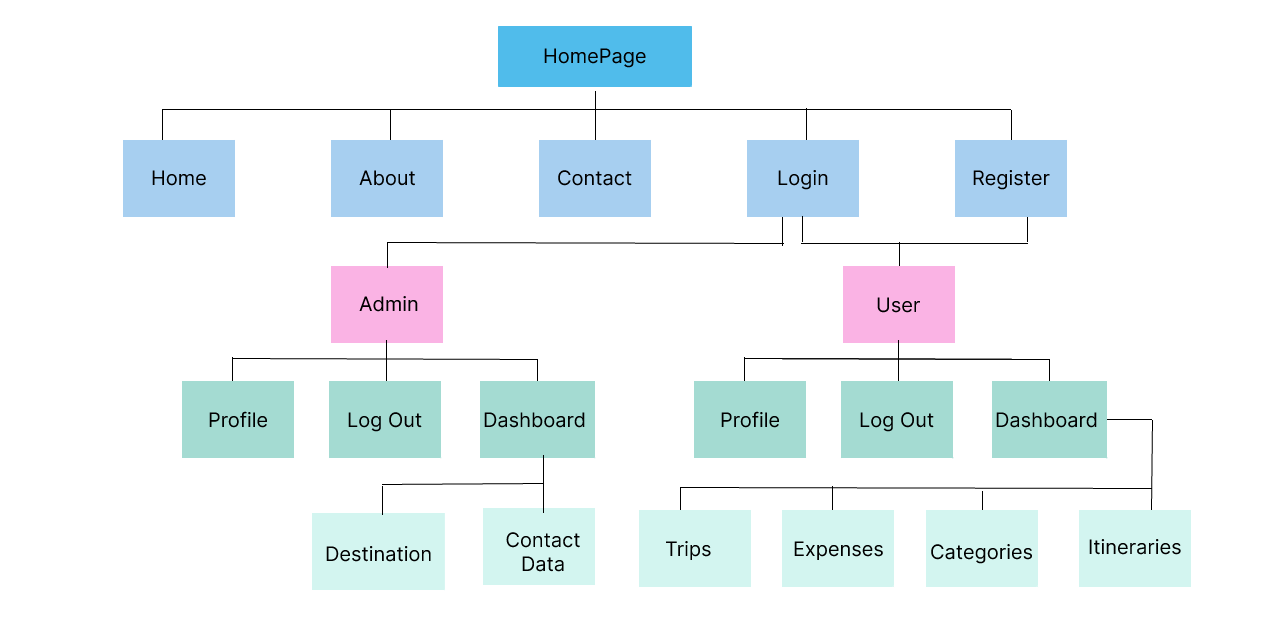 HomePage
Home
About
Contact
Login
Register
Admin
User
Profile
Log Out
Dashboard
Profile
Log Out
Dashboard
Destination
Contact
Data
Trips
Expenses
Categories
Itineraries